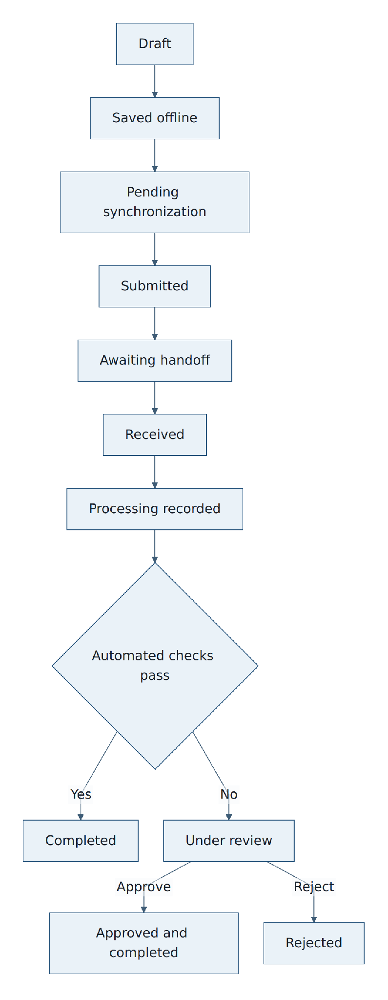 Draft
Saved offline
Pending
synchronization
Submitted
Awaiting handoff
Received
Processing recorded
Automated checks
pass
Yes
No
Completed
Under review
Approve
Reject
Approved and
completed
Rejected